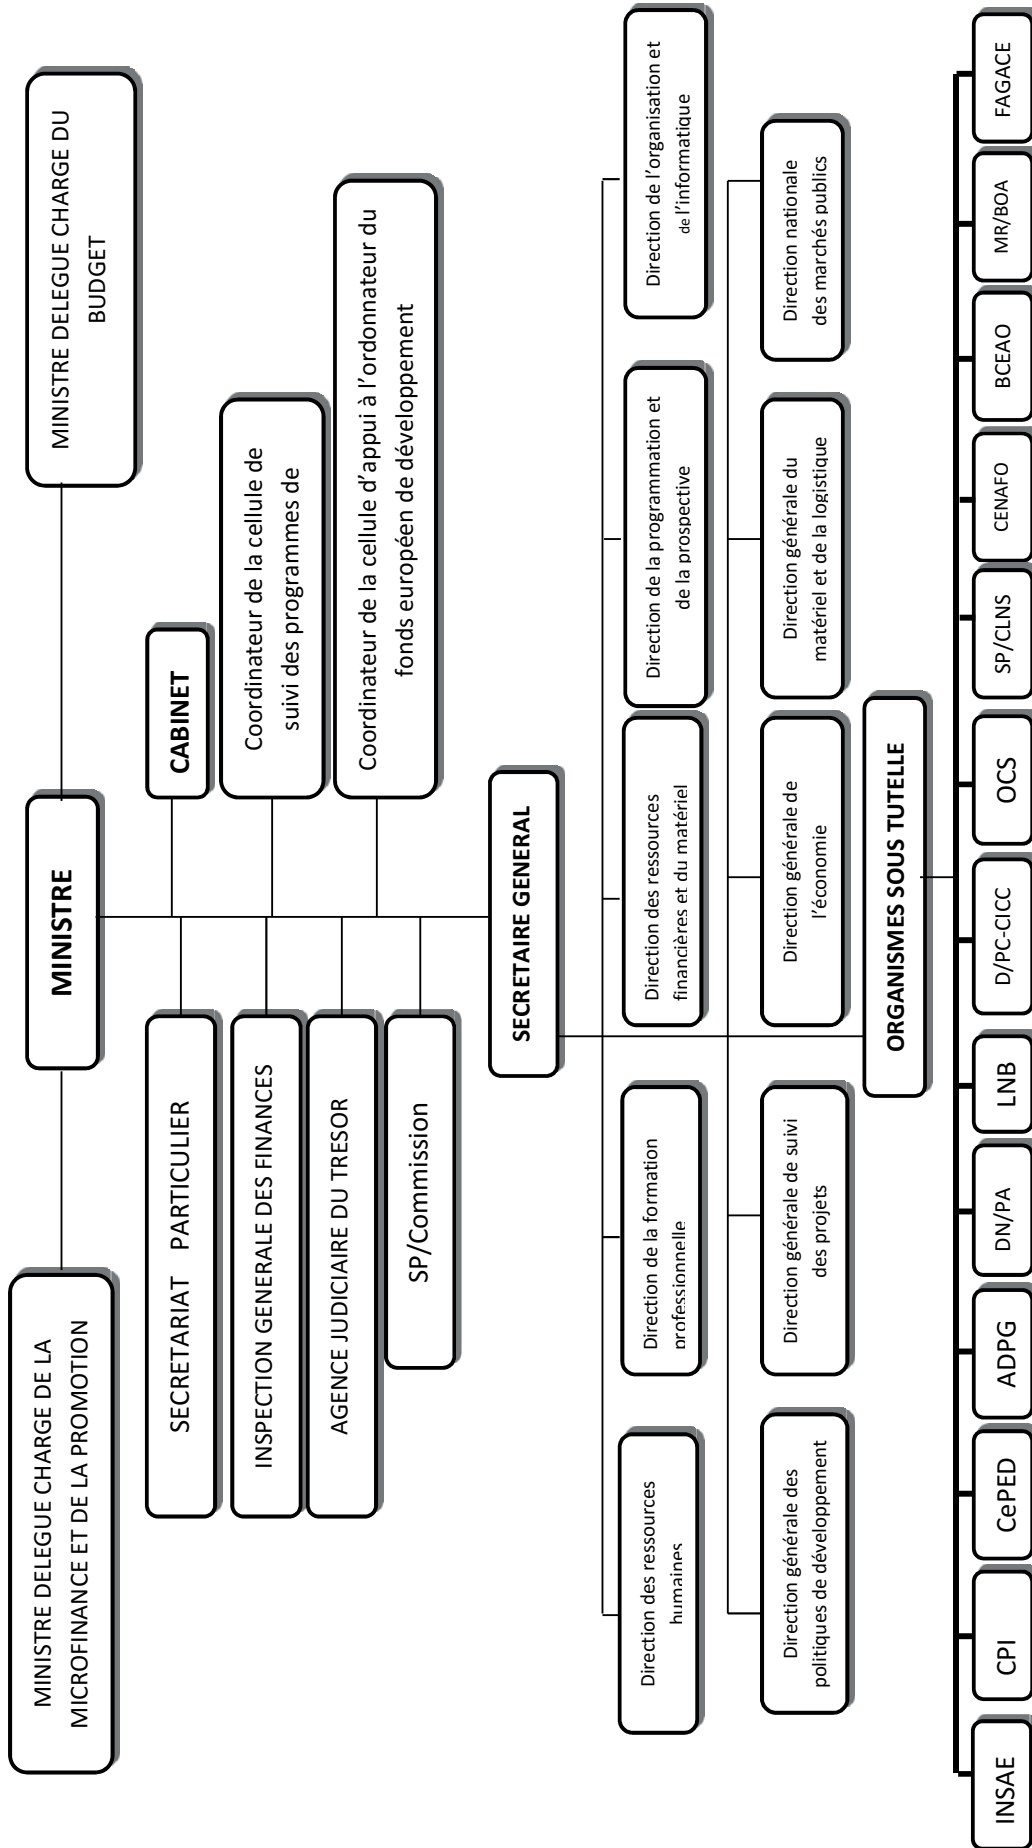 MINISTRE DELEGUE CHARGE DE LA
MICROFINANCE ET DE LA PROMOTION
MINISTRE
MINISTRE DELEGUE CHARGE DU
BUDGET
SECRETARIAT PARTICULIER
CABINET
INSPECTION GENERALE DES FINANCES
Coordinateur de la cellule de
suivi des programmes de
AGENCE JUDICIAIRE DU TRESOR
Coordinateur de la cellule d'appui à l'ordonnateur du
fonds européen de développement
SP/Commission
SECRETAIRE GENERAL
Direction des ressources
humaines
Direction de la formation
professionnelle
Direction des ressources
financières et du matériel
Direction de la programmation et
de la prospective
Direction de l'organisation et
de l'informatique
Direction générale des
politiques de développement
Direction générale de suivi
des projets
Direction générale de
l'économie
Direction générale du
matériel et de la logistique
Direction nationale
des marchés publics
ORGANISMES SOUS TUTELLE
INSAE
CPI
CePED
ADPG
DN/PA
LNB
D/PC-CICC
OCS
SP/CLNS
CENAFO
BCEAO
MR/BOA
FAGACE